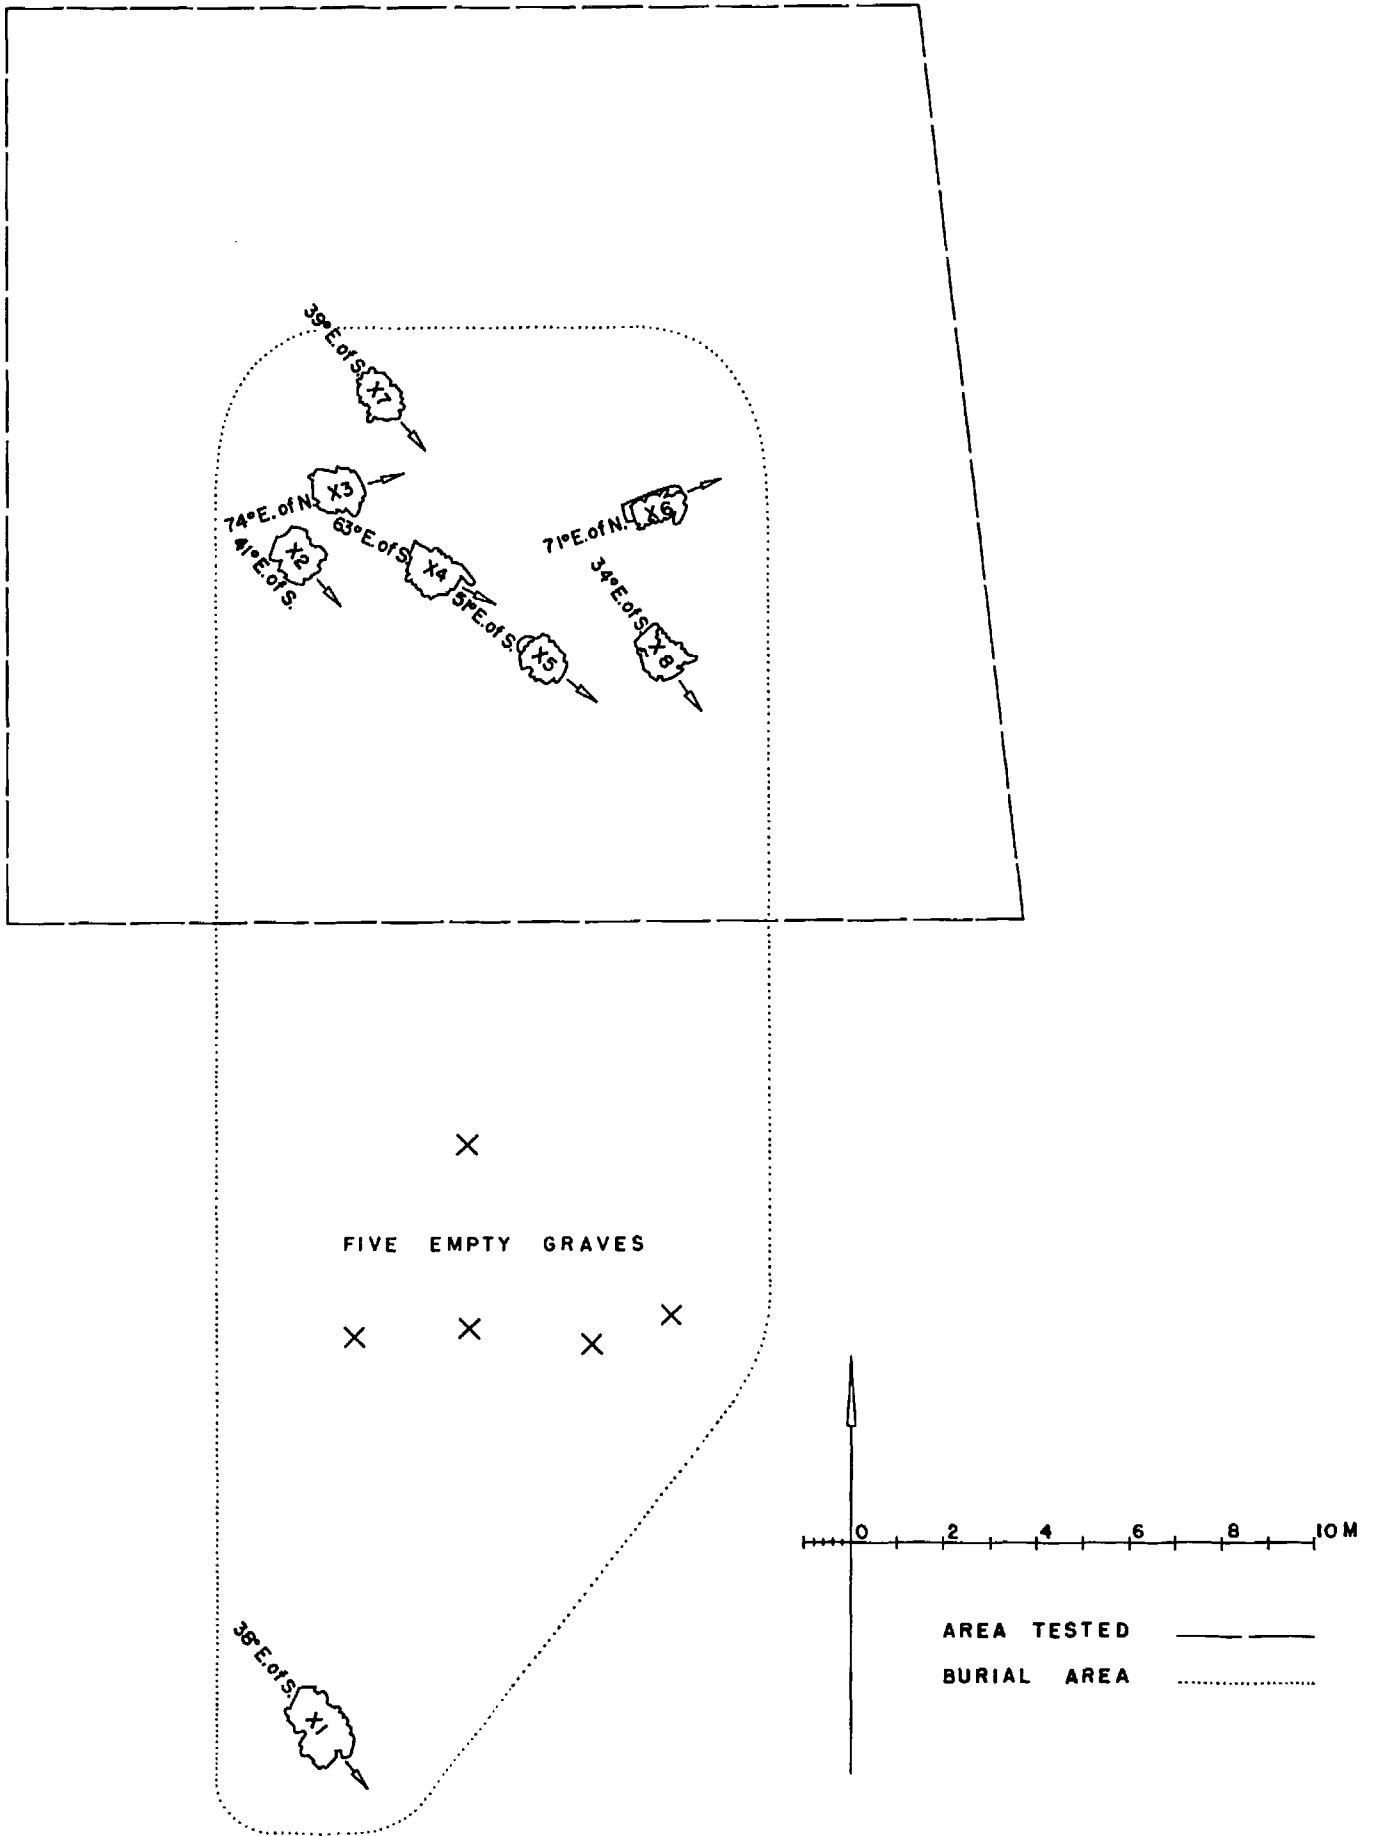 39° E. of S.
X7
74° E. of N.
X3
63° E. of S.
X4
41° E. of S.
X2
51° E. of S.
X5
71° E. of N.
X6
34° E. of S.
X8
FIVE EMPTY GRAVES
0 2 4 6 8 10 M
AREA TESTED
BURIAL AREA
38° E. of S.
X1